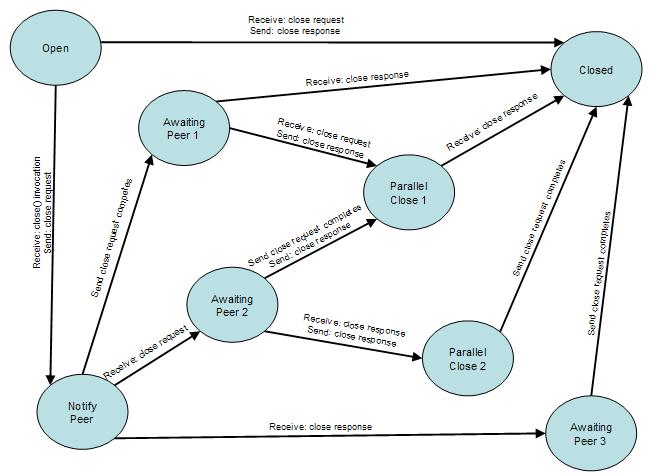 Receive: close request
Send: close response
Open
Closed
Receive: close response
Awaiting
Peer 1
Receive: close request
Send: close response
Receive: close response
Parallel
Close 1
Receive: close() invocation
Send: close request
Send close request competes
Send close request completes
Send: close response
Send close request completes
Send close request completes
Awaiting
Peer 2
Receive: close response
Send: close response
Receive: close request
Parallel
Close 2
Notify
Peer
Receive: close response
Awaiting
Peer 3